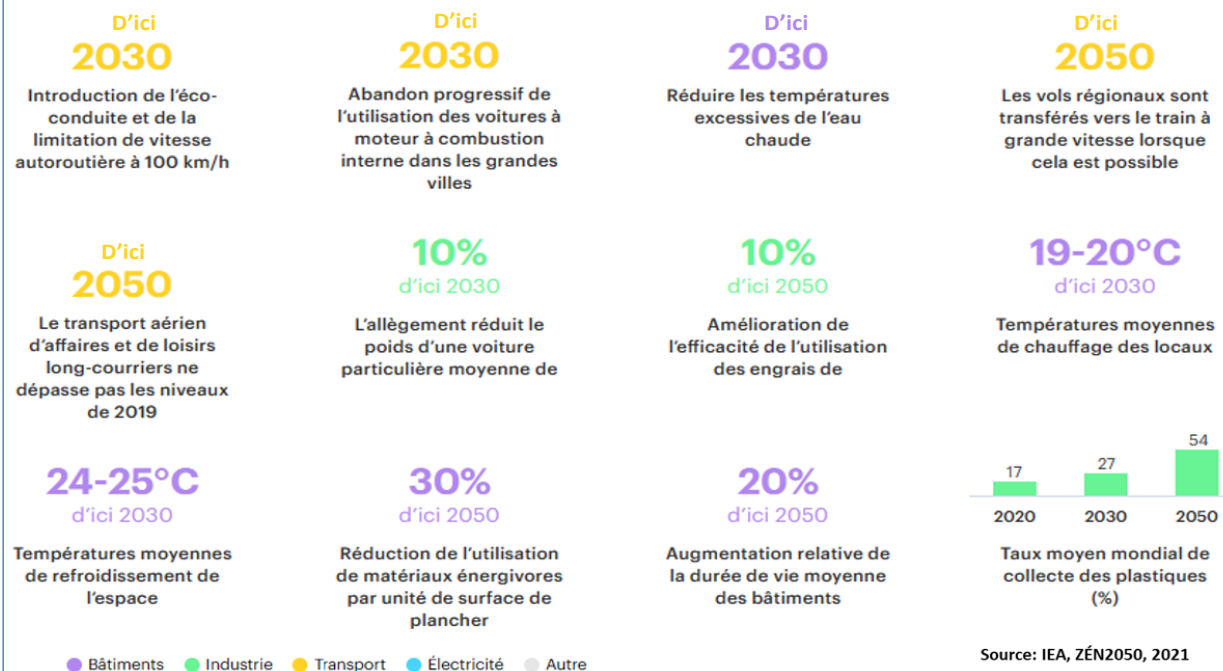 D'ici
2030
Introduction de l'éco-
conduite et de la
limitation de vitesse
autoroutière à 100 km/h
D'ici
2030
Abandon progressif de
l'utilisation des voitures à
moteur à combustion
interne dans les grandes
villes
D'ici
2030
Réduire les températures
excessives de l'eau
chaude
D'ici
2050
Les vols régionaux sont
transférés vers le train à
grande vitesse lorsque
cela est possible
D'ici
2050
Le transport aérien
d'affaires et de loisirs
long-courriers ne
dépasse pas les niveaux
de 2019
10%
d'ici 2030
L'allègement réduit le
poids d'une voiture
particulière moyenne de
10%
d'ici 2050
Amélioration de
l'efficacité de l'utilisation
des engrais de
19-20°C
d'ici 2030
Températures moyennes
de chauffage des locaux
24-25°C
d'ici 2030
Températures moyennes
de refroidissement de
l'espace
30%
d'ici 2050
Réduction de l'utilisation
de matériaux énergivores
par unité de surface de
plancher
20%
d'ici 2050
Augmentation relative de
la durée de vie moyenne
des bâtiments
17 27 54
2020 2030 2050
Taux moyen mondial de
collecte des plastiques
(%)
Bâtiments Industrie Transport Électricité Autre
Source: IEA, ZÉN2050, 2021